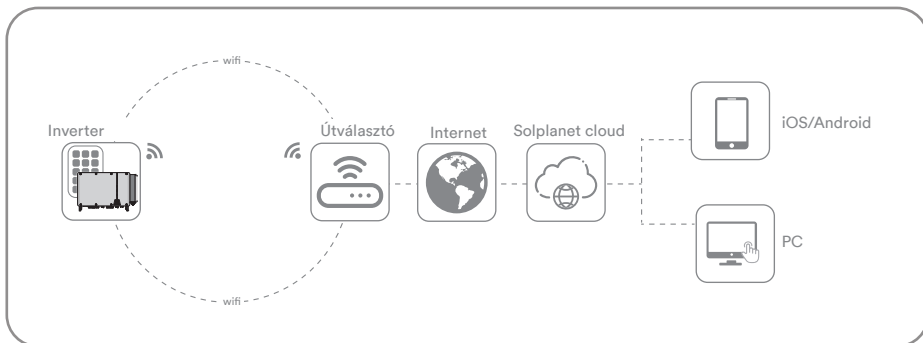 wifi
Inverter
Útválasztó
Internet
Solplanet cloud
iOS/Android
PC
wifi